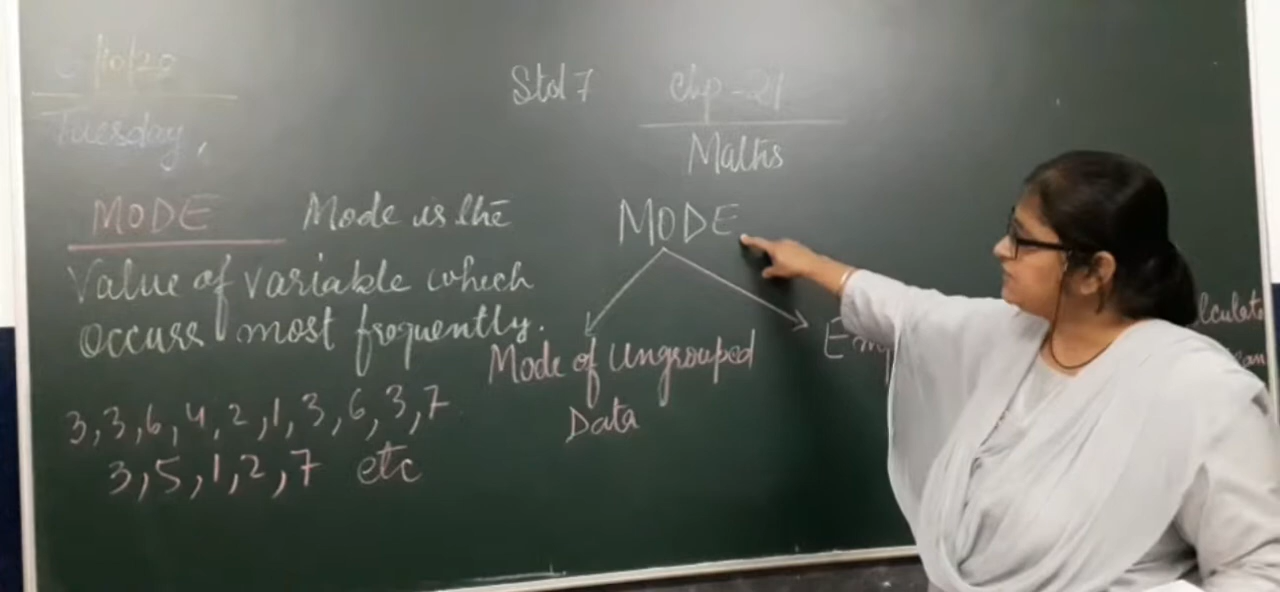 /10/20
Tuesday,
Std 7 Chp-21
Maths
MODE Mode is the
Value of variable which
occurs most frequently.
3,3,6,4,2,1,3,6,3,7
3,5,1,2,7 etc
MODE
Mode of Ungrouped
Data